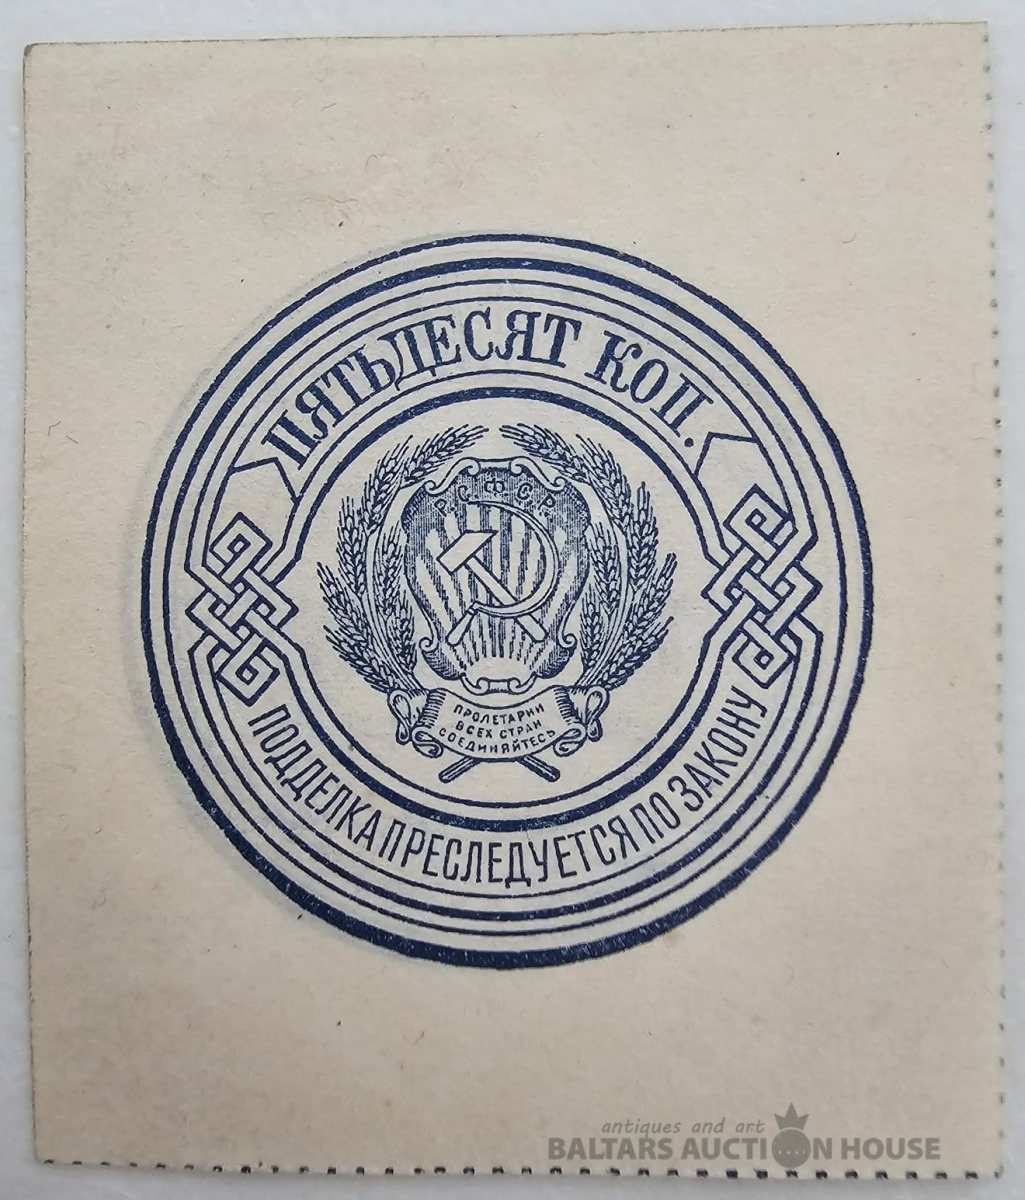 ПЯТЬДЕСЯТ КОП.
Р.С.Ф.С.Р.
ПРОЛЕТАРИИ
ВСЕХ СТРАН
СОЕДИНЯЙТЕСЬ
ПОДДЕЛКА ПРЕСЛЕДУЕТСЯ ПО ЗАКОНУ
antiques and art
BALTARS AUCTION HOUSE